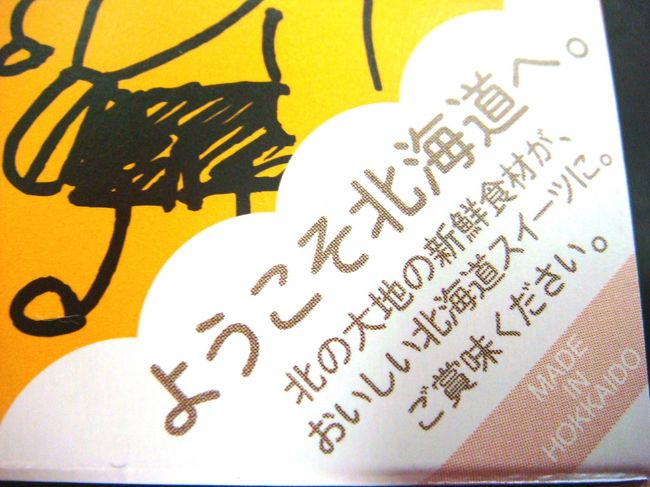 ようこそ北海道へ。
北の大地の新鮮食材が、
おいしい北海道スイーツに。
ご賞味ください。
MADE
IN
HOKKAIDO